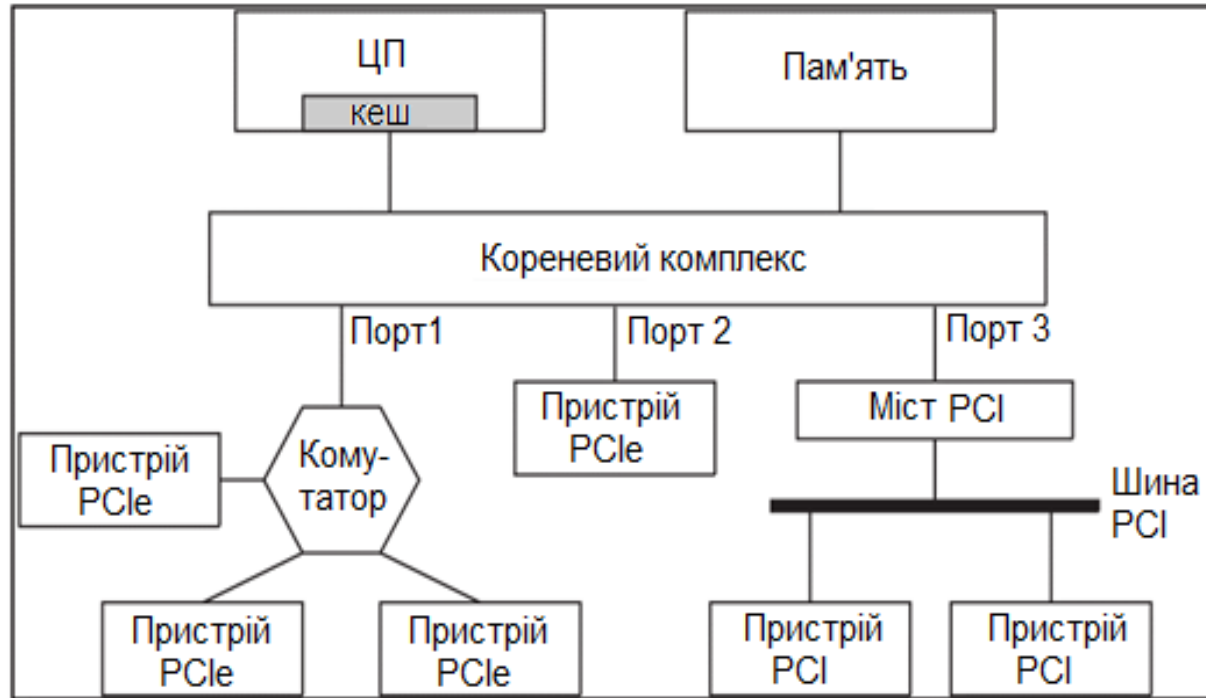 ЦП
кеш
Пам'ять
Кореневий комплекс
Порт1
Порт 2
Порт 3
Пристрій
PCIe
Міст PCI
Пристрій
PCIe
Кому-
татор
Шина
PCI
Пристрій
PCIe
Пристрій
PCIe
Пристрій
PCI
Пристрій
PCI